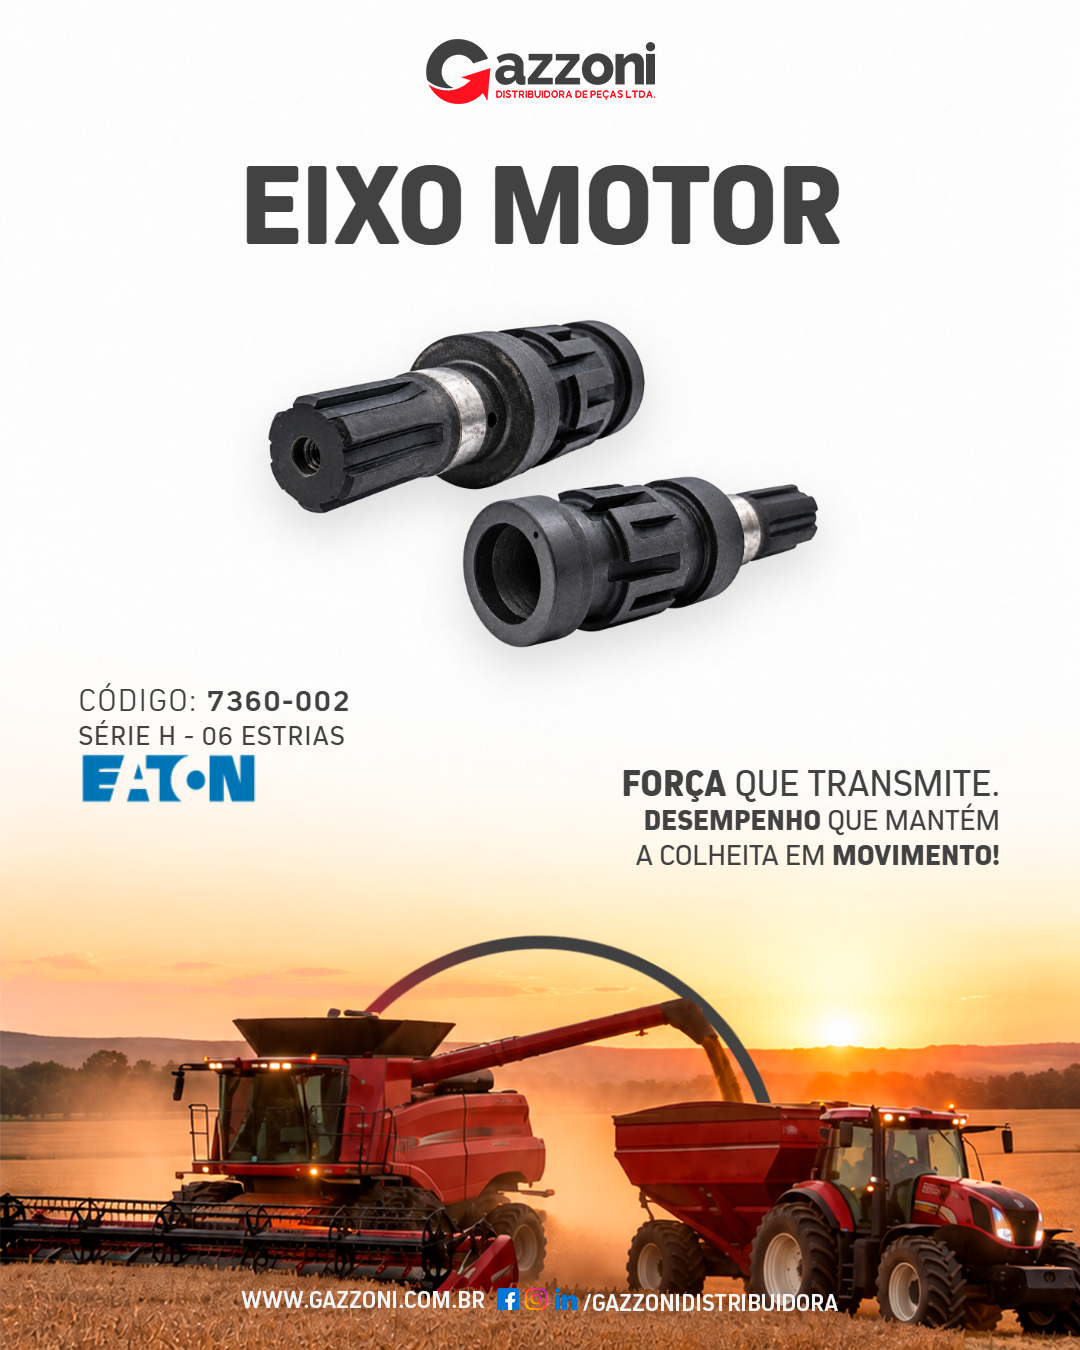 Gazzoni
DISTRIBUIDORA DE PEÇAS LTDA.
EIXO MOTOR
CÓDIGO: 7360-002
SÉRIE H - 06 ESTRIAS
EATON
FORÇA QUE TRANSMITE.
DESEMPENHO QUE MANTÉM
A COLHEITA EM MOVIMENTO!
WWW.GAZZONI.COM.BR /GAZZONIDISTRIBUIDORA